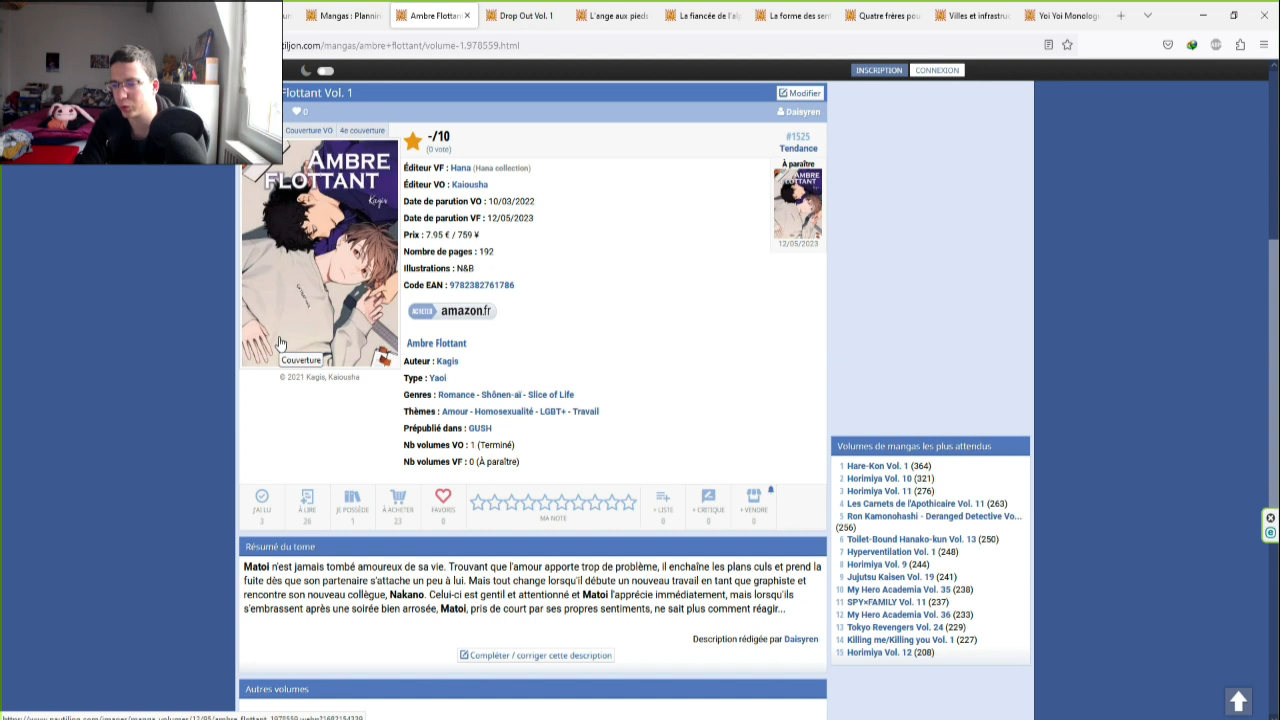 Mangas : Plannin
Ambre Flottant
Drop Out Vol. 1
L'ange aux pieds
La fiancée de l'al
La forme des sent
Quatre frères pou
Villes et infrastruc
Yoi Yoi Monolog
tiljon.com/mangas/ambre+flottant/volume-1,978559.html
INSCRIPTION
CONNEXION
Flottant Vol. 1
Modifier
0
Daisyren
Couverture VO
4e couverture
AMBRE
FLOTTANT
Kagis
Couverture
© 2021 Kagis, Kaiousha
-/10
(0 vote)
Éditeur VF : Hana (Hana collection)
Éditeur VO : Kaiousha
Date de parution VO : 10/03/2022
Date de parution VF : 12/05/2023
Prix : 7.95 € / 759 ¥
Nombre de pages : 192
Illustrations : N&B
Code EAN : 9782382761786
ACHETER amazon.fr
Ambre Flottant
Auteur : Kagis
Type : Yaoi
Genres : Romance - Shônen-aï - Slice of Life
Thèmes : Amour - Homosexualité - LGBT+ - Travail
Prépublié dans : GUSH
Nb volumes VO : 1 (Terminé)
Nb volumes VF : 0 (À paraître)
#1525
Tendance
À paraître
AMBRE
FLOTTANT
12/05/2023
J'AI LU
3
À LIRE
26
JE POSSÈDE
1
À ACHETER
23
FAVORIS
0
MA NOTE
+ LISTE
0
+ CRITIQUE
0
+ VENDRE
0
Résumé du tome
Matoi n'est jamais tombé amoureux de sa vie. Trouvant que l'amour apporte trop de problème, il enchaîne les plans culs et prend la
fuite dès que son partenaire s'attache un peu à lui. Mais tout change lorsqu'il débute un nouveau travail en tant que graphiste et
rencontre son nouveau collègue, Nakano. Celui-ci est gentil et attentionné et Matoi l'apprécie immédiatement, mais lorsqu'ils
s'embrassent après une soirée bien arrosée, Matoi, pris de court par ses propres sentiments, ne sait plus comment réagir...
Description rédigée par Daisyren
Compléter / corriger cette description
Autres volumes
Volumes de mangas les plus attendus
1 Hare-Kon Vol. 1 (364)
2 Horimiya Vol. 10 (321)
3 Horimiya Vol. 11 (276)
4 Les Carnets de l'Apothicaire Vol. 11 (263)
5 Ron Kamonohashi - Deranged Detective Vo...
(256)
6 Toilet-Bound Hanako-kun Vol. 13 (250)
7 Hyperventilation Vol. 1 (248)
8 Horimiya Vol. 9 (244)
9 Jujutsu Kaisen Vol. 19 (241)
10 My Hero Academia Vol. 35 (238)
11 SPY×FAMILY Vol. 11 (237)
12 My Hero Academia Vol. 36 (233)
13 Tokyo Revengers Vol. 24 (229)
14 Killing me/Killing you Vol. 1 (227)
15 Horimiya Vol. 12 (208)